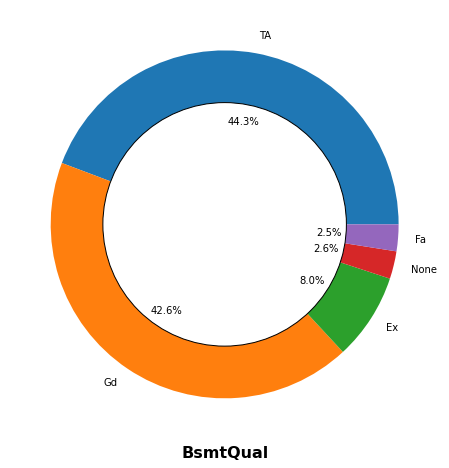 TA
44.3%
2.5%
Fa
2.6%
None
8.0%
42.6%
Ex
Gd
BsmtQual